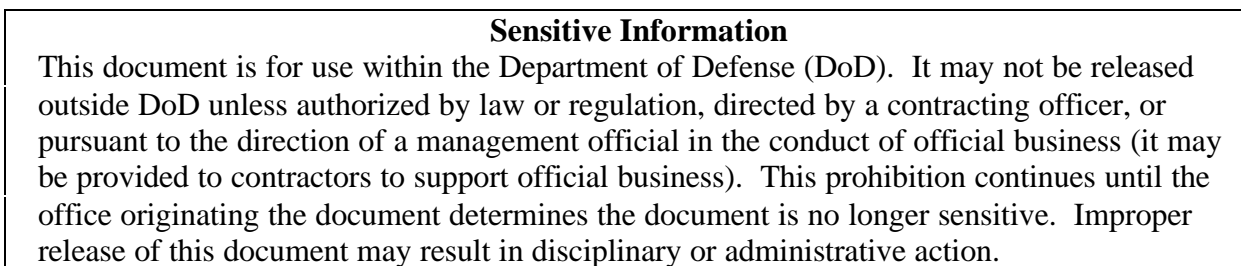 Sensitive Information
This document is for use within the Department of Defense (DoD).  It may not be released
outside DoD unless authorized by law or regulation, directed by a contracting officer, or
pursuant to the direction of a management official in the conduct of official business (it may
be provided to contractors to support official business).  This prohibition continues until the
office originating the document determines the document is no longer sensitive.  Improper
release of this document may result in disciplinary or administrative action.